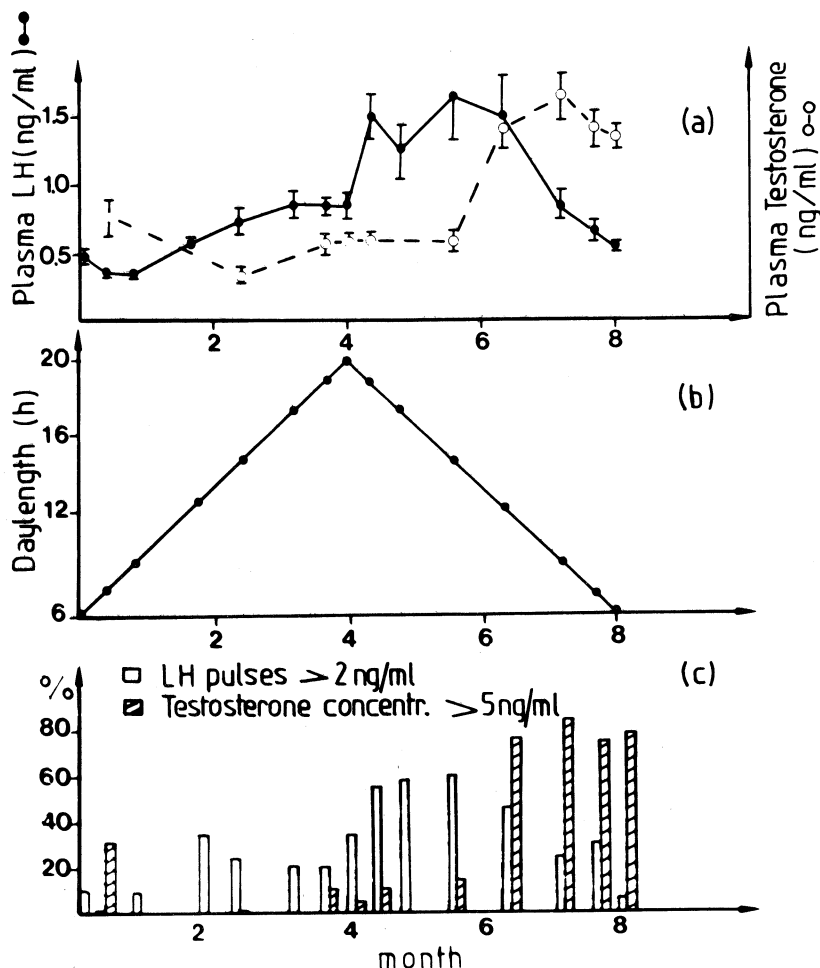 Plasma LH (ng/ml)
Plasma Testosterone
(ng/ml)
(a)
1.5
1.0
0.5
2 4 6 8
(b)
Daylength (h)
20
16
12
6
2 4 6 8
(c)
%
LH pulses > 2 ng/ml
Testosterone concentr. > 5ng/ml
80
60
40
20
2 4 6 8
month